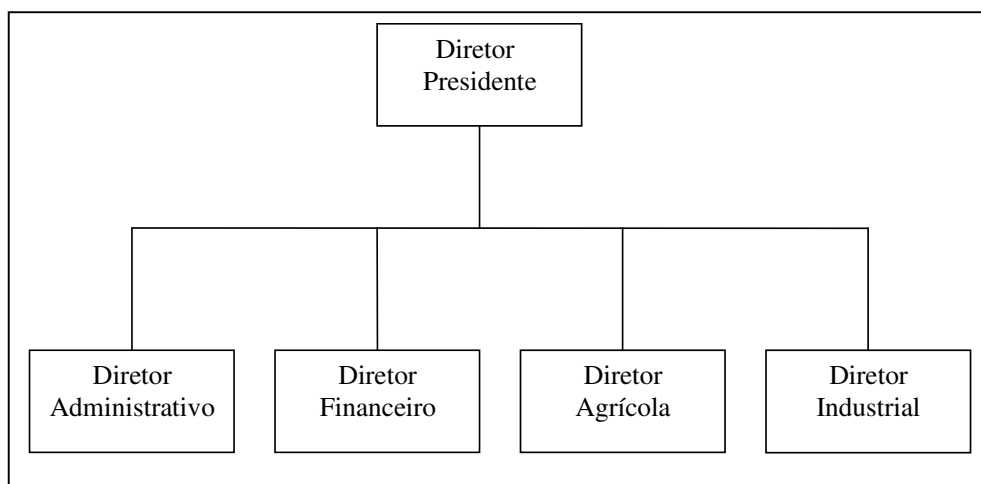 Diretor
Presidente
Diretor
Administrativo
Diretor
Financeiro
Diretor
Agrícola
Diretor
Industrial